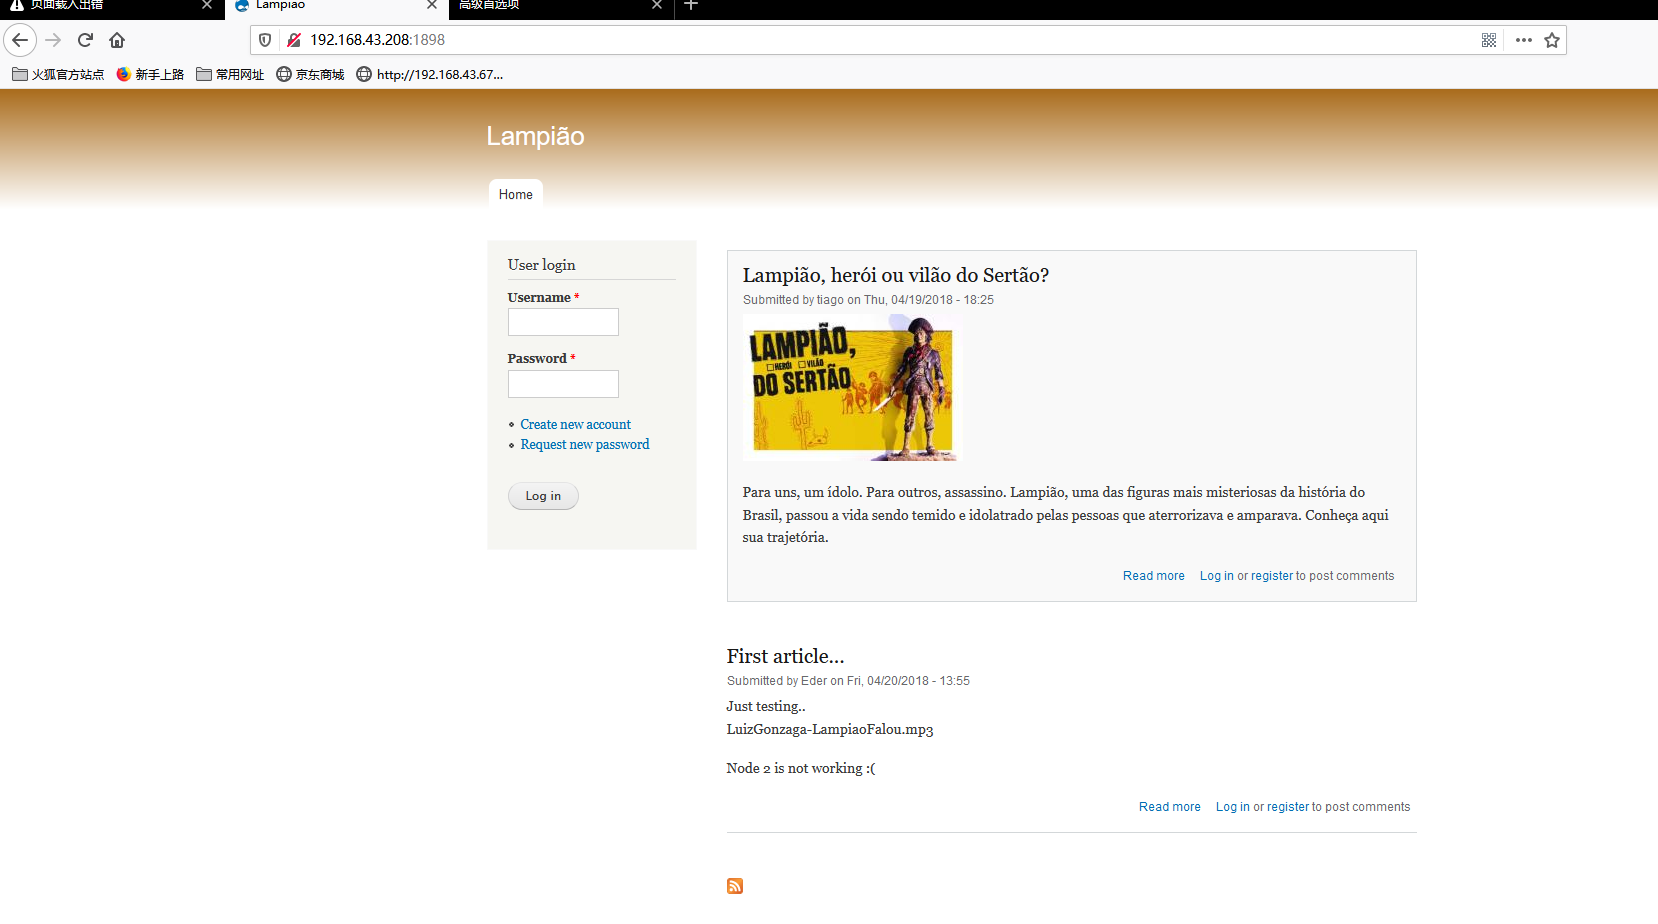 页面载入出错
Lampião
高级首选项
192.168.43.208:1898
火狐官方站点 新手上路 常用网址 京东商城 http://192.168.43.67...
Lampião
Home
User login
Username *
Password *
Create new account
Request new password
Log in
Lampião, herói ou vilão do Sertão?
Submitted by tiago on Thu, 04/19/2018 - 18:25
LAMPIÃO,
HERÓI VILÃO
DO SERTÃO
Para uns, um ídolo. Para outros, assassino. Lampião, uma das figuras mais misteriosas da história do
Brasil, passou a vida sendo temido e idolatrado pelas pessoas que aterrorizava e amparava. Conheça aqui
sua trajetória.
Read more Log in or register to post comments
First article...
Submitted by Eder on Fri, 04/20/2018 - 13:55
Just testing..
LuizGonzaga-LampiaoFalou.mp3
Node 2 is not working :(
Read more Log in or register to post comments